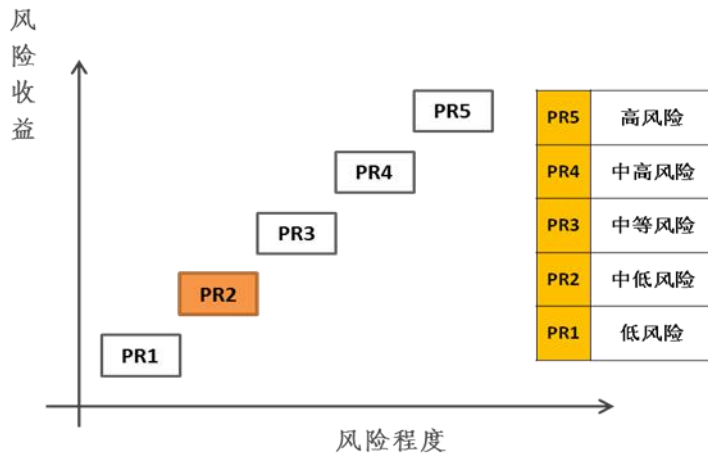 风
险
收
益
PR5
PR4
PR3
PR2
PR1
风险程度
PR5 高风险
PR4 中高风险
PR3 中等风险
PR2 中低风险
PR1 低风险